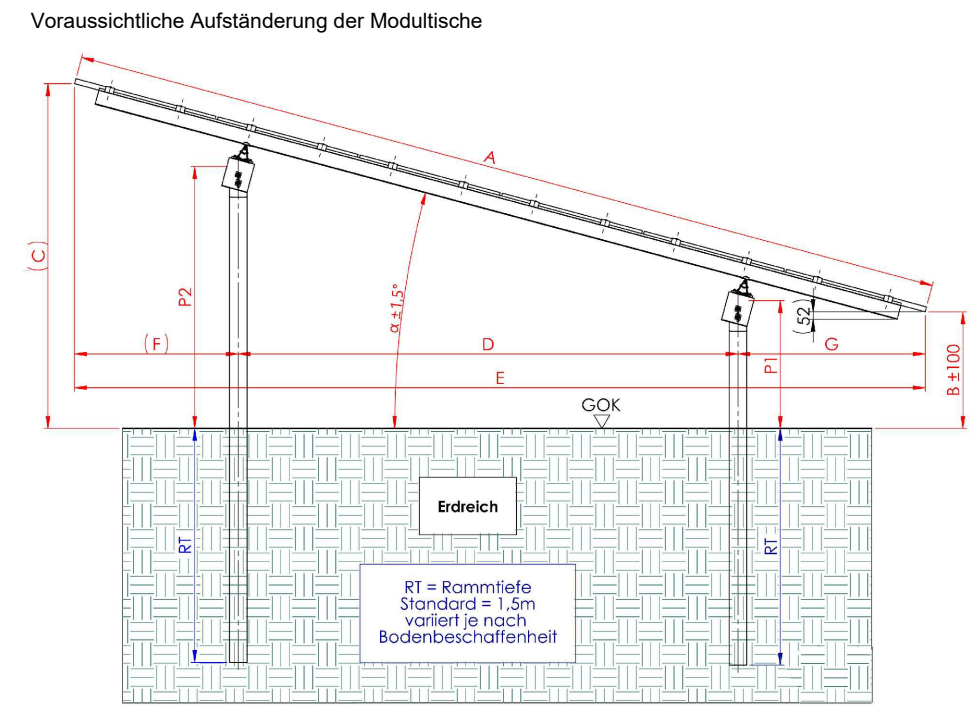 Voraussichtliche Aufständerung der Modultische
A
(C)
P2
α ±1,5°
(52)
(F)
D
G
P1
E
B ±100
GOK
Erdreich
RT
RT
RT = Rammtiefe
Standard = 1,5m
variiert je nach
Bodenbeschaffenheit